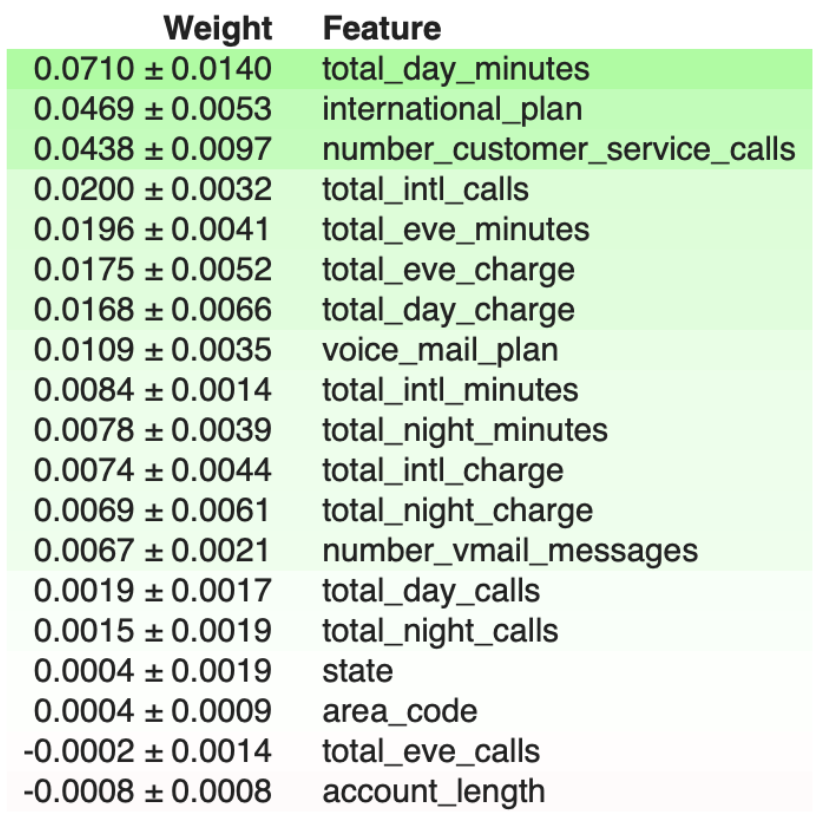 Weight Feature
0.0710 ± 0.0140 total_day_minutes
0.0469 ± 0.0053 international_plan
0.0438 ± 0.0097 number_customer_service_calls
0.0200 ± 0.0032 total_intl_calls
0.0196 ± 0.0041 total_eve_minutes
0.0175 ± 0.0052 total_eve_charge
0.0168 ± 0.0066 total_day_charge
0.0109 ± 0.0035 voice_mail_plan
0.0084 ± 0.0014 total_intl_minutes
0.0078 ± 0.0039 total_night_minutes
0.0074 ± 0.0044 total_intl_charge
0.0069 ± 0.0061 total_night_charge
0.0067 ± 0.0021 number_vmail_messages
0.0019 ± 0.0017 total_day_calls
0.0015 ± 0.0019 total_night_calls
0.0004 ± 0.0019 state
0.0004 ± 0.0009 area_code
-0.0002 ± 0.0014 total_eve_calls
-0.0008 ± 0.0008 account_length